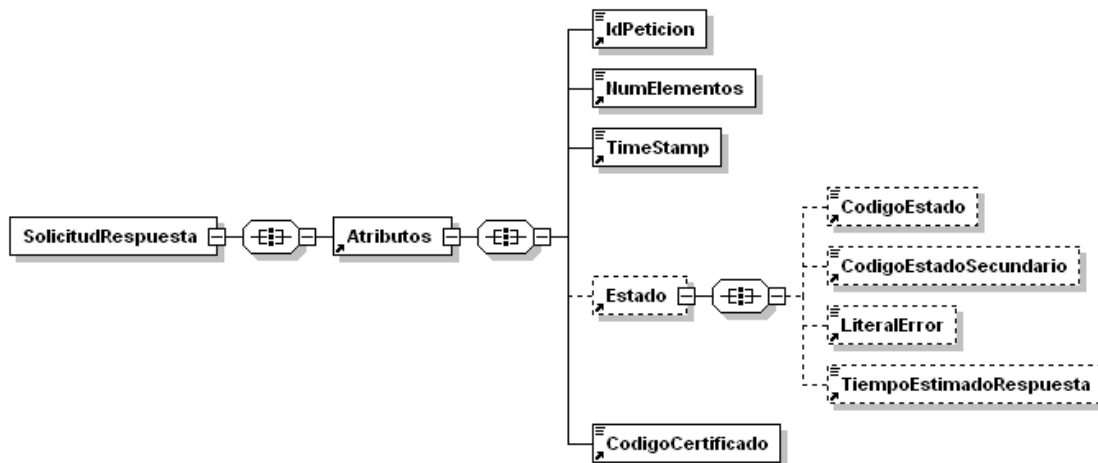 IdPeticion
NumElementos
TimeStamp
SolicitudRespuesta
Atributos
Estado
CodigoEstado
CodigoEstadoSecundario
LiteralError
TiempoEstimadoRespuesta
CodigoCertificado